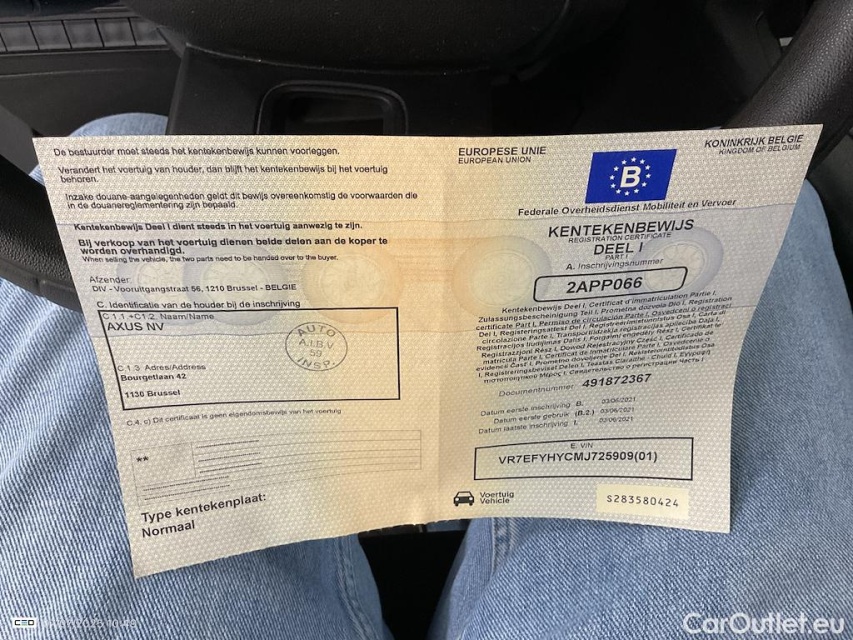 De bestuurder moet steeds het kentekenbewijs kunnen voorleggen.
Verandert het voertuig van houder, dan blijft het kentekenbewijs bij het voertuig
behoren.
Inzake douane-aangelegenheden geldt dit bewijs overeenkomstig de voorwaarden die
in de douanereglementering zijn bepaald.
Kentekenbewijs Deel I dient steeds in het voertuig aanwezig te zijn.
Bij verkoop van het voertuig dienen beide delen aan de koper te
worden overhandigd.
When selling the vehicle, the two parts need to be handed over to the buyer.
Afzender:
DIV - Vooruitgangstraat 56, 1210 Brussel - BELGIE
C. Identificatie van de houder bij de inschrijving
C.1.1.+C.1.2. Naam/Name
AXUS NV
AUTO
A.I.B.V
59
INSP.
C.1.3. Adres/Address
Bourgetlaan 42
1130 Brussel
C.4. c) Dit certificaat is geen eigendomsbewijs van het voertuig
**
Type kentekenplaat:
Normaal
EUROPESE UNIE
EUROPEAN UNION
KONINKRIJK BELGIE
KINGDOM OF BELGIUM
B
Federale Overheidsdienst Mobiliteit en Vervoer
KENTEKENBEWIJS
REGISTRATION CERTIFICATE
DEEL I
PART I
A. Inschrijvingsnummer
2APP066
Kentekenbewijs Deel I, Certificat d'immatriculation Partie I,
Documentnummer 491872367
Datum eerste inschrijving B. 03/06/2021
Datum eerste gebruik (B.2.) 03/06/2021
Datum laatste inschrijving I. 03/06/2021
E. VIN
VR7EFYHYCMJ725909(01)
Voertuig
Vehicle
S283580424
CarOutlet.eu